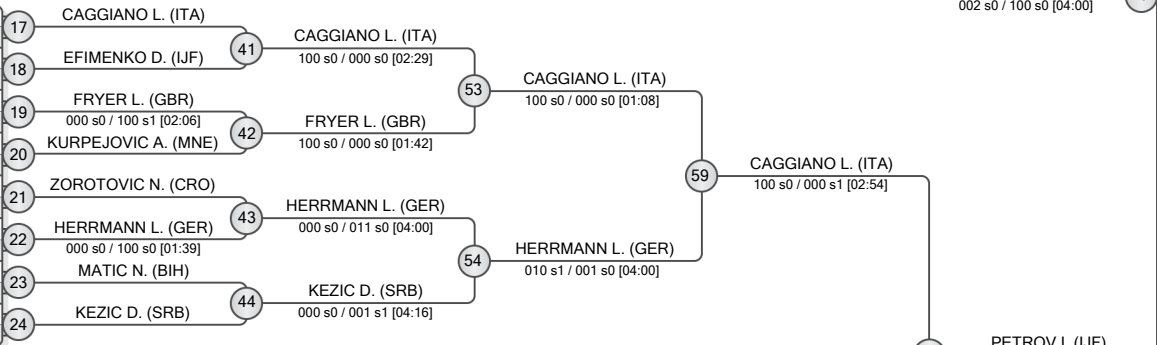 002 s0 / 100 s0 [04:00]
17
CAGGIANO L. (ITA)
18
EFIMENKO D. (IJF)
19
FRYER L. (GBR)
000 s0 / 100 s1 [02:06]
20
KURPEJOVIC A. (MNE)
21
ZOROTOVIC N. (CRO)
22
HERRMANN L. (GER)
000 s0 / 100 s0 [01:39]
23
MATIC N. (BIH)
24
KEZIC D. (SRB)
41
CAGGIANO L. (ITA)
100 s0 / 000 s0 [02:29]
42
FRYER L. (GBR)
100 s0 / 000 s0 [01:42]
43
HERRMANN L. (GER)
000 s0 / 011 s0 [04:00]
44
KEZIC D. (SRB)
000 s0 / 001 s1 [04:16]
53
CAGGIANO L. (ITA)
100 s0 / 000 s0 [01:08]
54
HERRMANN L. (GER)
010 s1 / 001 s0 [04:00]
59
CAGGIANO L. (ITA)
100 s0 / 000 s1 [02:54]
PETROV I. (IJF)